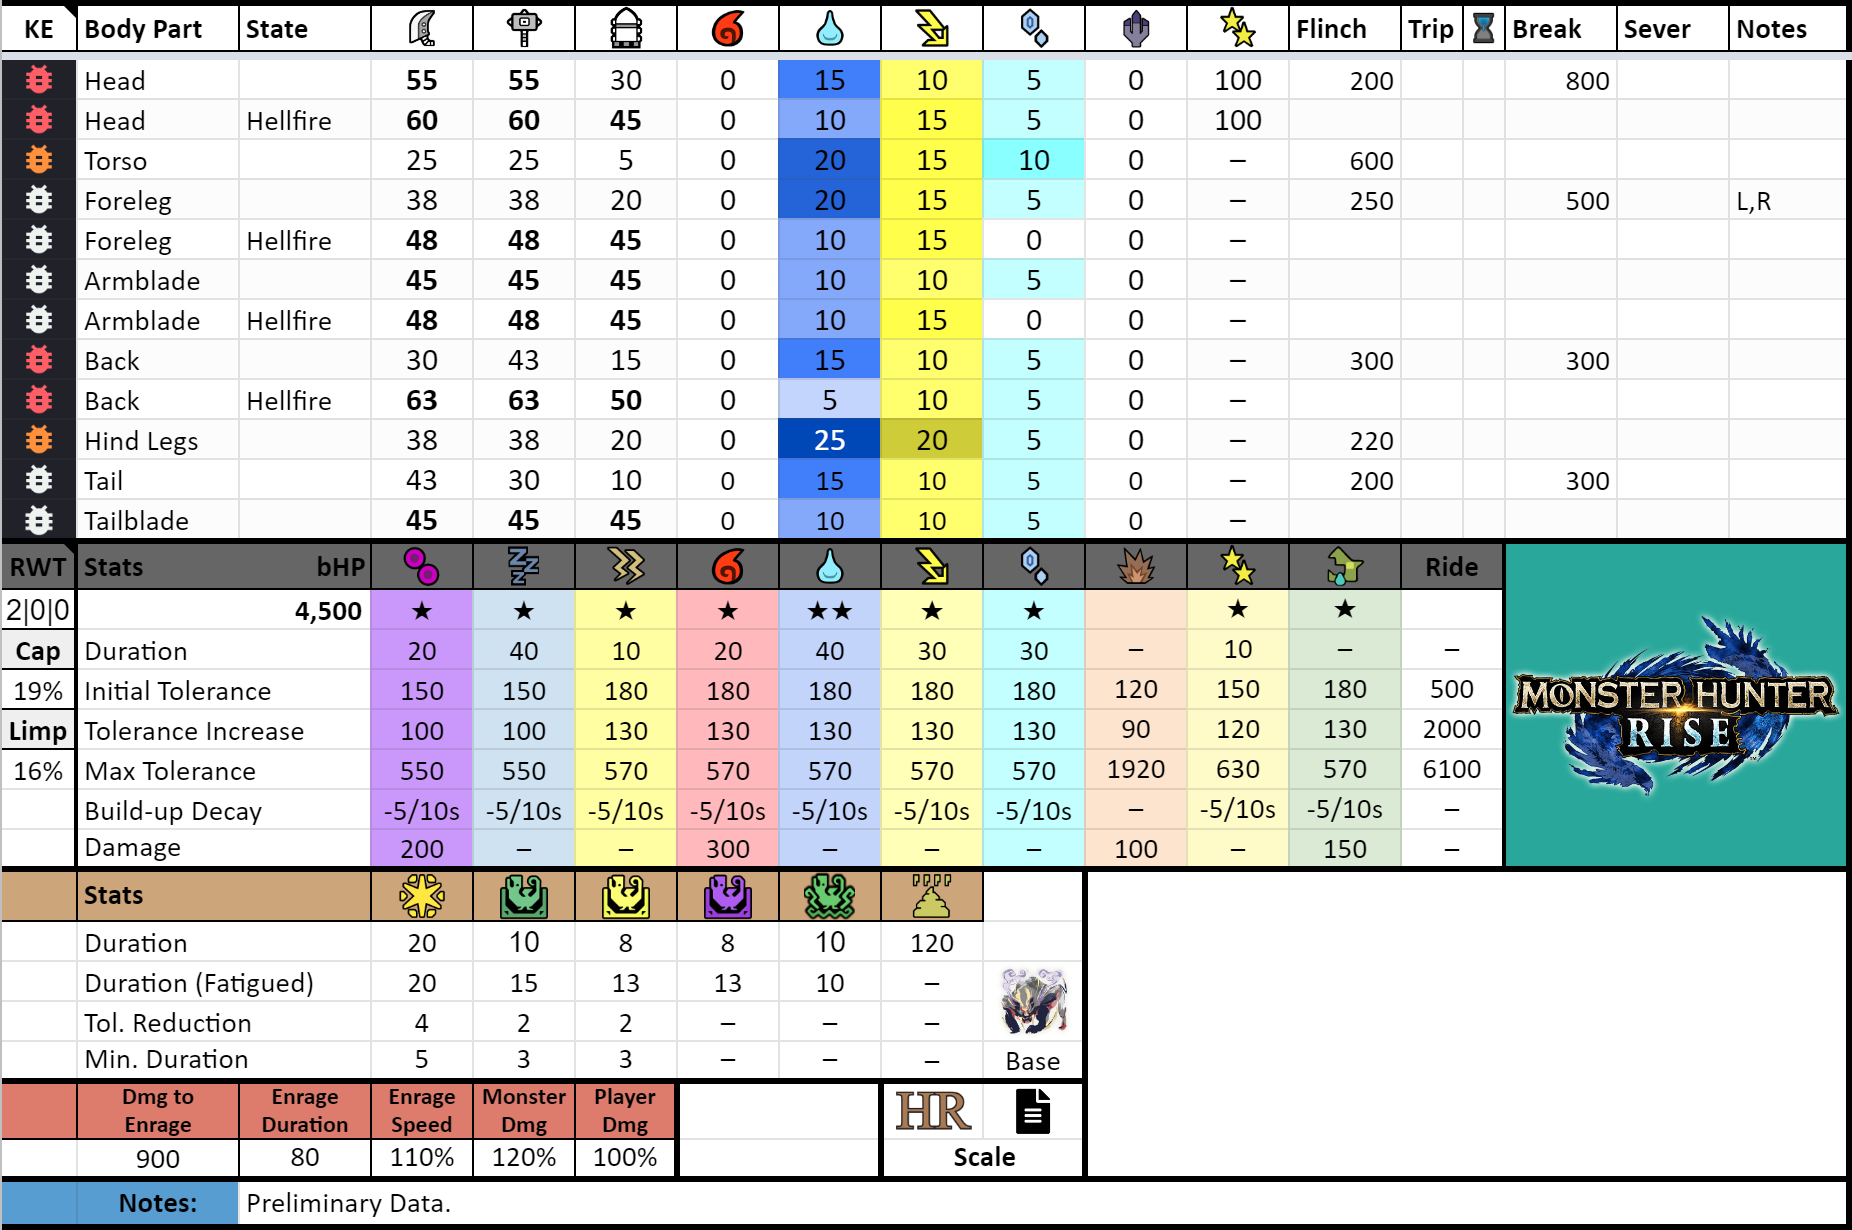 KE Body Part State Flinch Trip Break Sever Notes
Head 55 55 30 0 15 10 5 0 100 200 800
Head Hellfire 60 60 45 0 10 15 5 0 100
Torso 25 25 5 0 20 15 10 0 – 600
Foreleg 38 38 20 0 20 15 5 0 – 250 500 L,R
Foreleg Hellfire 48 48 45 0 10 15 0 0 –
Armblade 45 45 45 0 10 10 5 0 –
Armblade Hellfire 48 48 45 0 10 15 0 0 –
Back 30 43 15 0 15 10 5 0 – 300 300
Back Hellfire 63 63 50 0 5 10 5 0 –
Hind Legs 38 38 20 0 25 20 5 0 – 220
Tail 43 30 10 0 15 10 5 0 – 200 300
Tailblade 45 45 45 0 10 10 5 0 –
RWT Stats bHP Ride
2|0|0 4,500 ★ ★ ★ ★ ★★ ★ ★ ★ ★
Cap Duration 20 40 10 20 40 30 30 – 10 – –
19% Initial Tolerance 150 150 180 180 180 180 180 120 150 180 500
Limp Tolerance Increase 100 100 130 130 130 130 130 90 120 130 2000
16% Max Tolerance 550 550 570 570 570 570 570 1920 630 570 6100
Build-up Decay -5/10s -5/10s -5/10s -5/10s -5/10s -5/10s -5/10s – -5/10s -5/10s –
Damage 200 – – 300 – – – 100 – 150 –
MONSTER HUNTER
RISE
Stats
Duration 20 10 8 8 10 120
Duration (Fatigued) 20 15 13 13 10 –
Tol. Reduction 4 2 2 – – –
Min. Duration 5 3 3 – – – Base
Dmg to Enrage Enrage Monster Player
Enrage Duration Speed Dmg Dmg
HR
900 80 110% 120% 100% Scale
Notes: Preliminary Data.